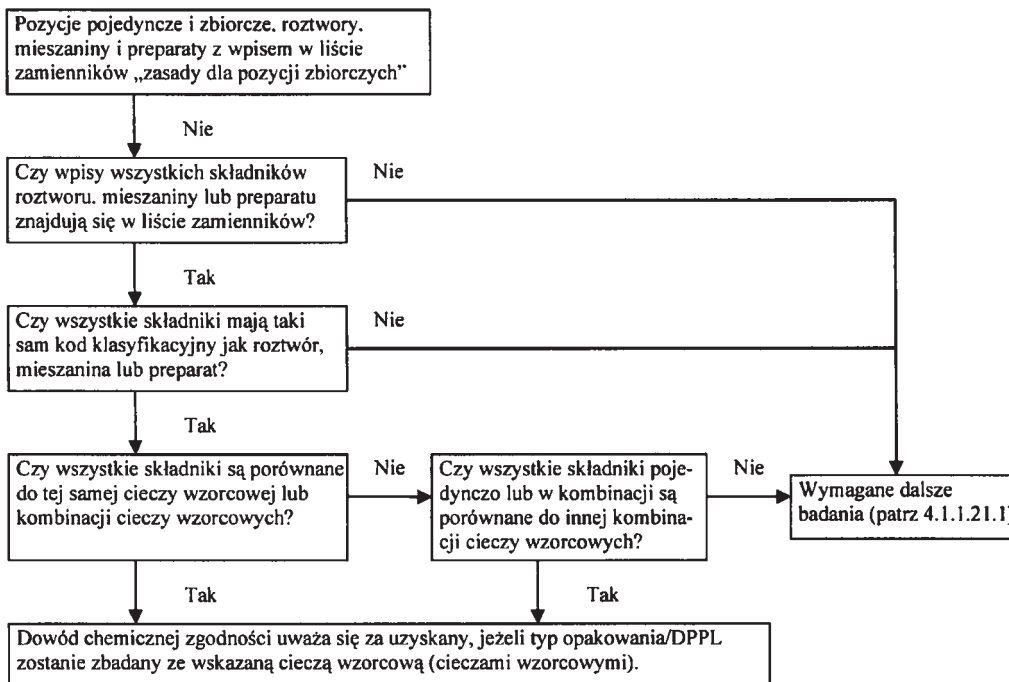 Pozycje pojedyncze i zbiorcze. roztwory.
mieszaniny i preparaty z wpisem w liście
zamienników „zasady dla pozycji zbiorczych”
Nie
Czy wpisy wszystkich składników
roztworu. mieszaniny lub preparatu
znajdują się w liście zamienników?
Nie
Tak
Czy wszystkie składniki mają taki
sam kod klasyfikacyjny jak roztwór,
mieszanina lub preparat?
Nie
Tak
Czy wszystkie składniki są porównane
do tej samej cieczy wzorcowej lub
kombinacji cieczy wzorcowych?
Nie
Czy wszystkie składniki poje-
dynczo lub w kombinacji są
porównane do innej kombina-
cji cieczy wzorcowych?
Nie
Wymagane dalsze
badania (patrz 4.1.1.21.1)
Tak
Tak
Dowód chemicznej zgodności uważa się za uzyskany, jeżeli typ opakowania/DPPL
zostanie zbadany ze wskazaną cieczą wzorcową (cieczami wzorcowymi).